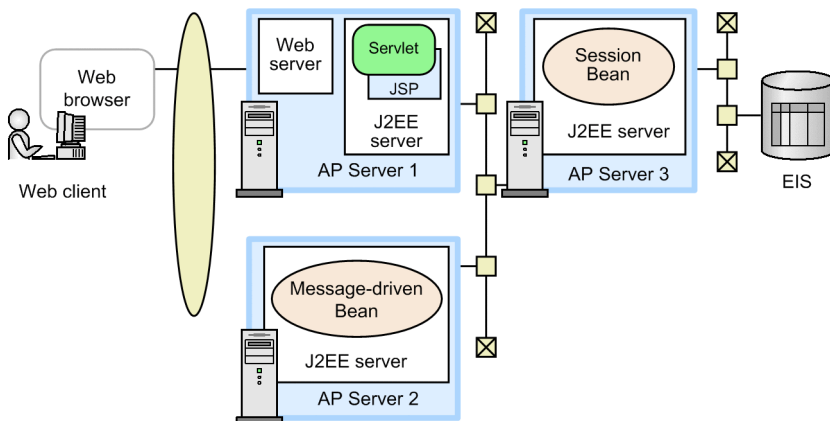 Web
browser
Web client
Web
server
Servlet
JSP
J2EE
server
AP Server 1
Message-driven
Bean
J2EE server
AP Server 2
Session
Bean
J2EE server
AP Server 3
EIS